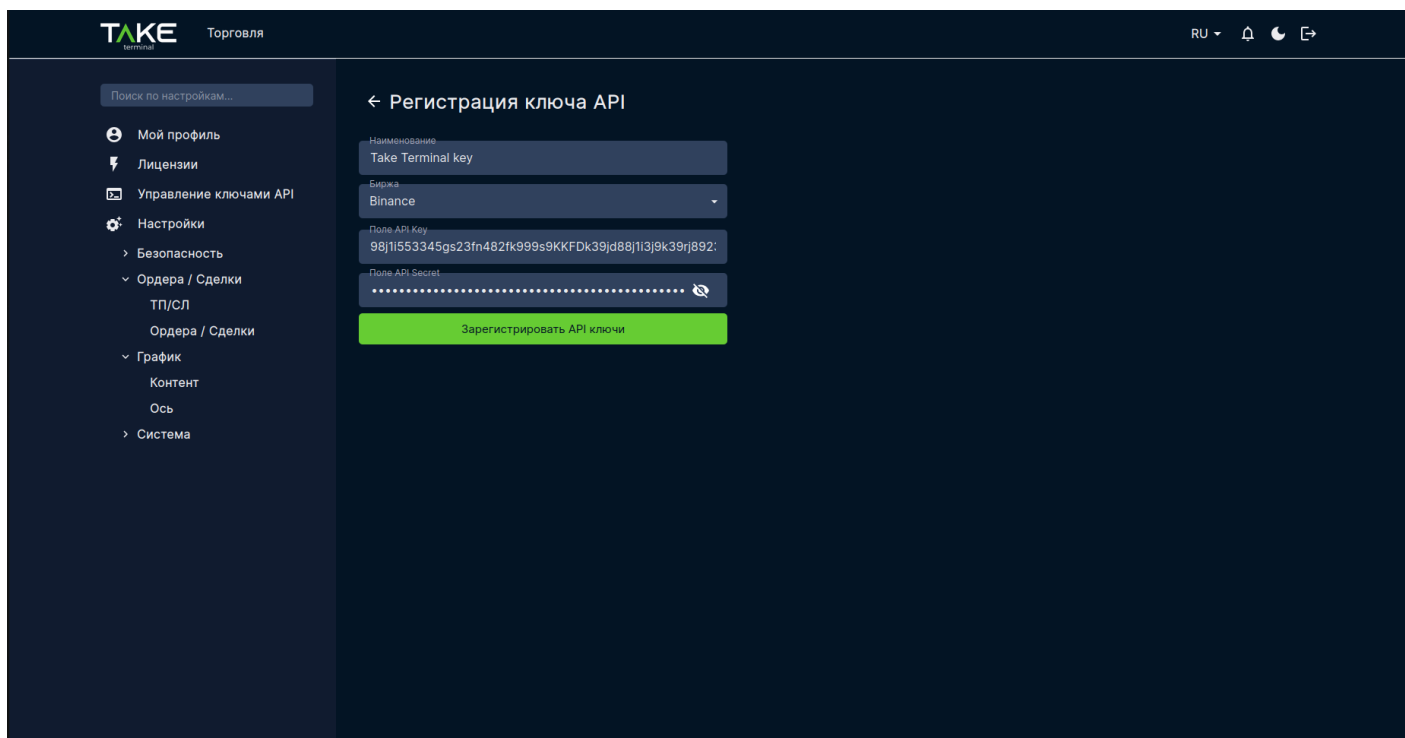 TAKE
terminal
Торговля
RU
Поиск по настройкам...
Мой профиль
Лицензии
Управление ключами API
Настройки
Безопасность
Ордера / Сделки
ТП/СЛ
Ордера / Сделки
График
Контент
Ось
Система
Регистрация ключа API
Наименование
Take Terminal key
Биржа
Binance
Поле API Key
98j1i553345gs23fn482fk999s9KKFDk39jd88j1i3j9k39rj892:
Поле API Secret
Зарегистрировать API ключи